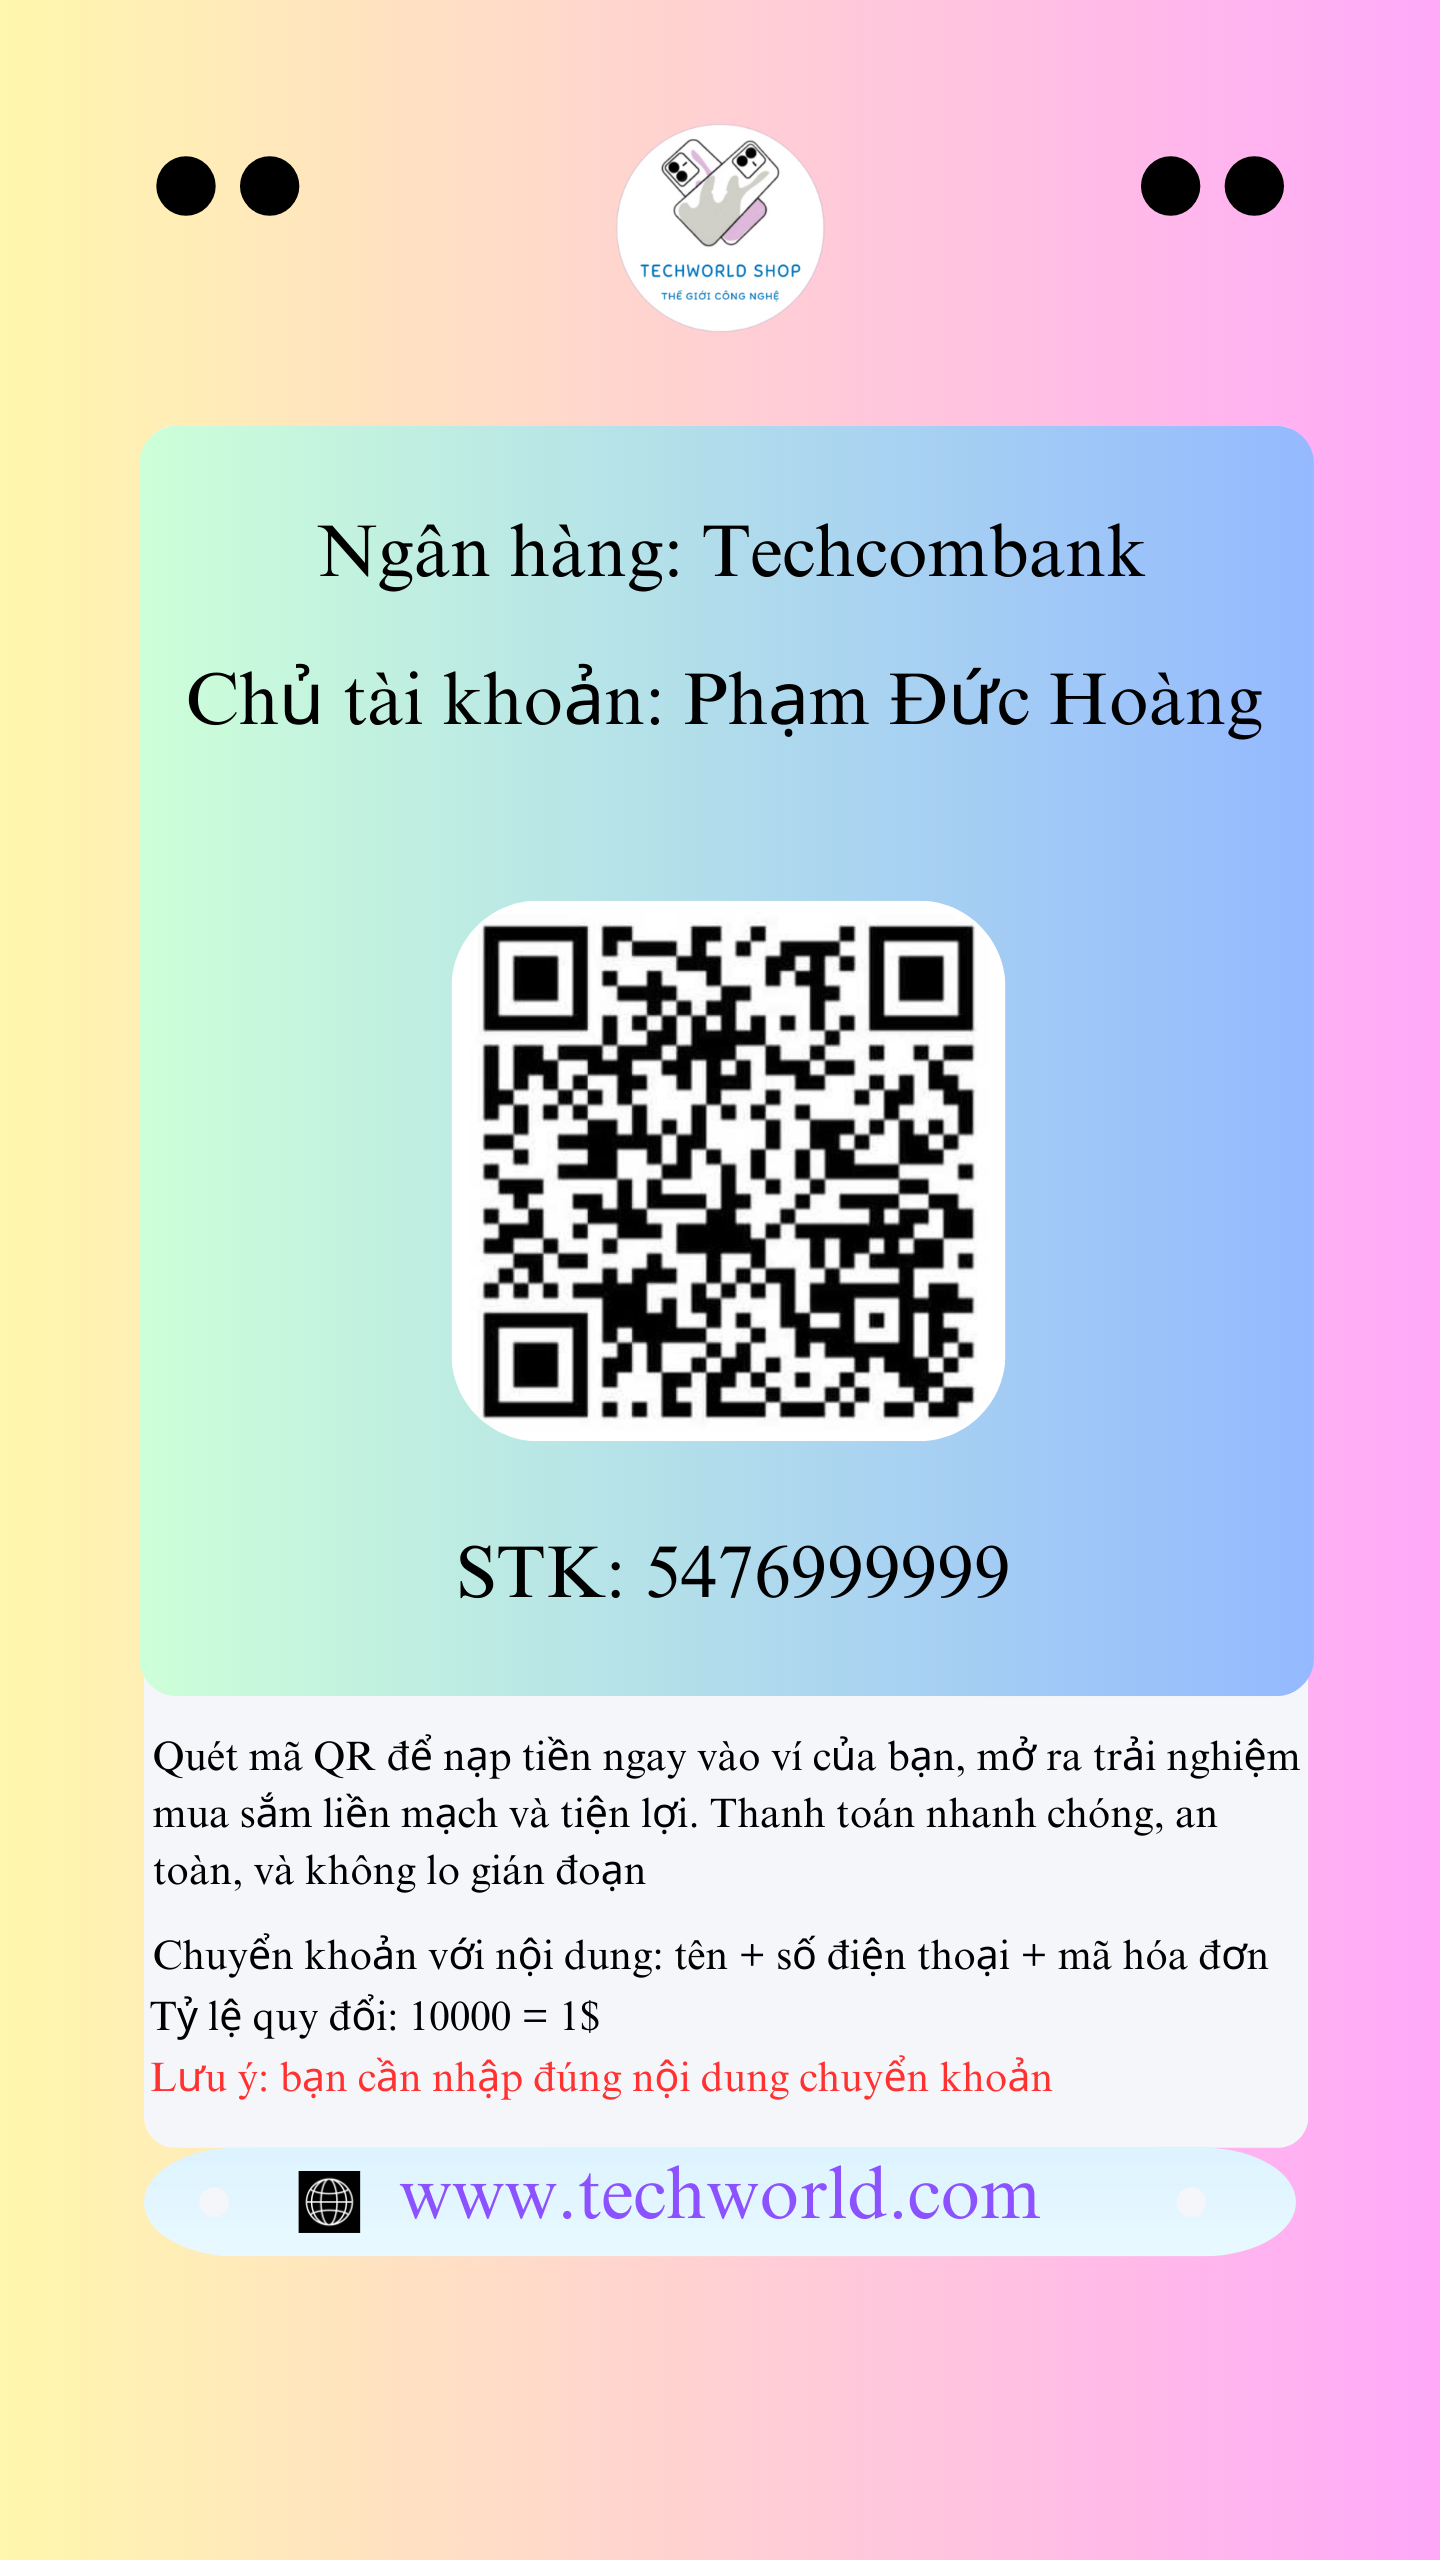 TECHWORLD SHOP
THẾ GIỚI CÔNG NGHỆ
Ngân hàng: Techcombank
Chủ tài khoản: Phạm Đức Hoàng
STK: 5476999999
Quét mã QR để nạp tiền ngay vào ví của bạn, mở ra trải nghiệm
mua sắm liền mạch và tiện lợi. Thanh toán nhanh chóng, an
toàn, và không lo gián đoạn
Chuyển khoản với nội dung: tên + số điện thoại + mã hóa đơn
Tỷ lệ quy đổi: 10000 = 1$
Lưu ý: bạn cần nhập đúng nội dung chuyển khoản
www.techworld.com